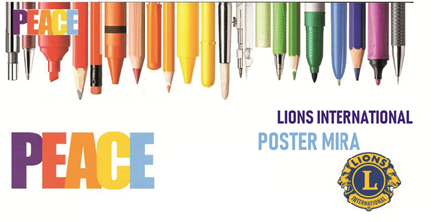 PEACE
LIONS INTERNATIONAL
POSTER MIRA
PEACE
LIONS
L
INTERNATIONAL